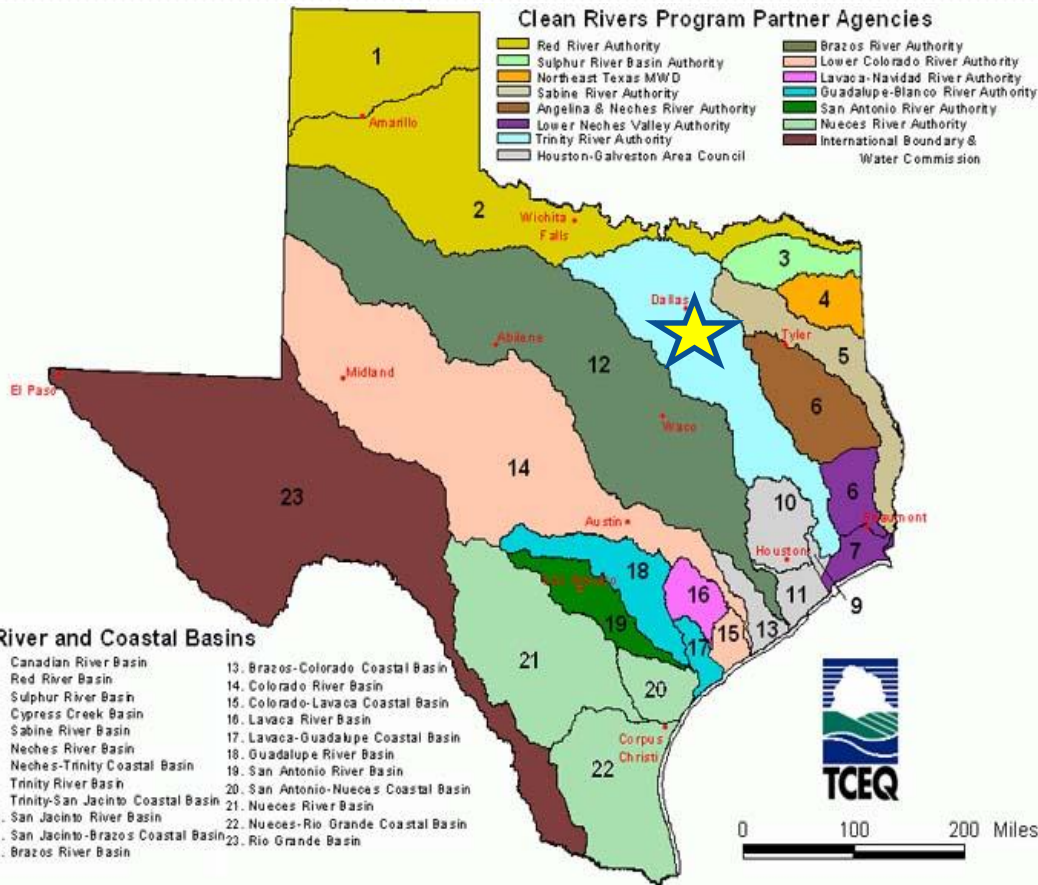 Clean Rivers Program Partner Agencies
Red River Authority
Sulphur River Basin Authority
Northeast Texas MWD
Sabine River Authority
Angelina & Neches River Authority
Lower Neches Valley Authority
Trinity River Authority
Houston-Galveston Area Council
Brazos River Authority
Lower Colorado River Authority
Lavaca-Navidad River Authority
Guadalupe-Blanco River Authority
San Antonio River Authority
Nueces River Authority
International Boundary &
Water Commission
1
Amarillo
2
Wichita
Falls
3
Dallas
4
Tyler
5
Abilene
12
Midland
El Paso
6
Waco
14
23
10
6
Austin
Beaumont
Houston
7
18
16
11
9
19
15
13
17
21
20
Corpus
Christi
22
River and Coastal Basins
Canadian River Basin
Red River Basin
Sulphur River Basin
Cypress Creek Basin
Sabine River Basin
Neches River Basin
Neches-Trinity Coastal Basin
Trinity River Basin
Trinity-San Jacinto Coastal Basin
. San Jacinto River Basin
. San Jacinto-Brazos Coastal Basin
. Brazos River Basin
13. Brazos-Colorado Coastal Basin
14. Colorado River Basin
15. Colorado-Lavaca Coastal Basin
16. Lavaca River Basin
17. Lavaca-Guadalupe Coastal Basin
18. Guadalupe River Basin
19. San Antonio River Basin
20. San Antonio-Nueces Coastal Basin
21. Nueces River Basin
22. Nueces-Rio Grande Coastal Basin
23. Rio Grande Basin
TCEQ
0 100 200 Miles